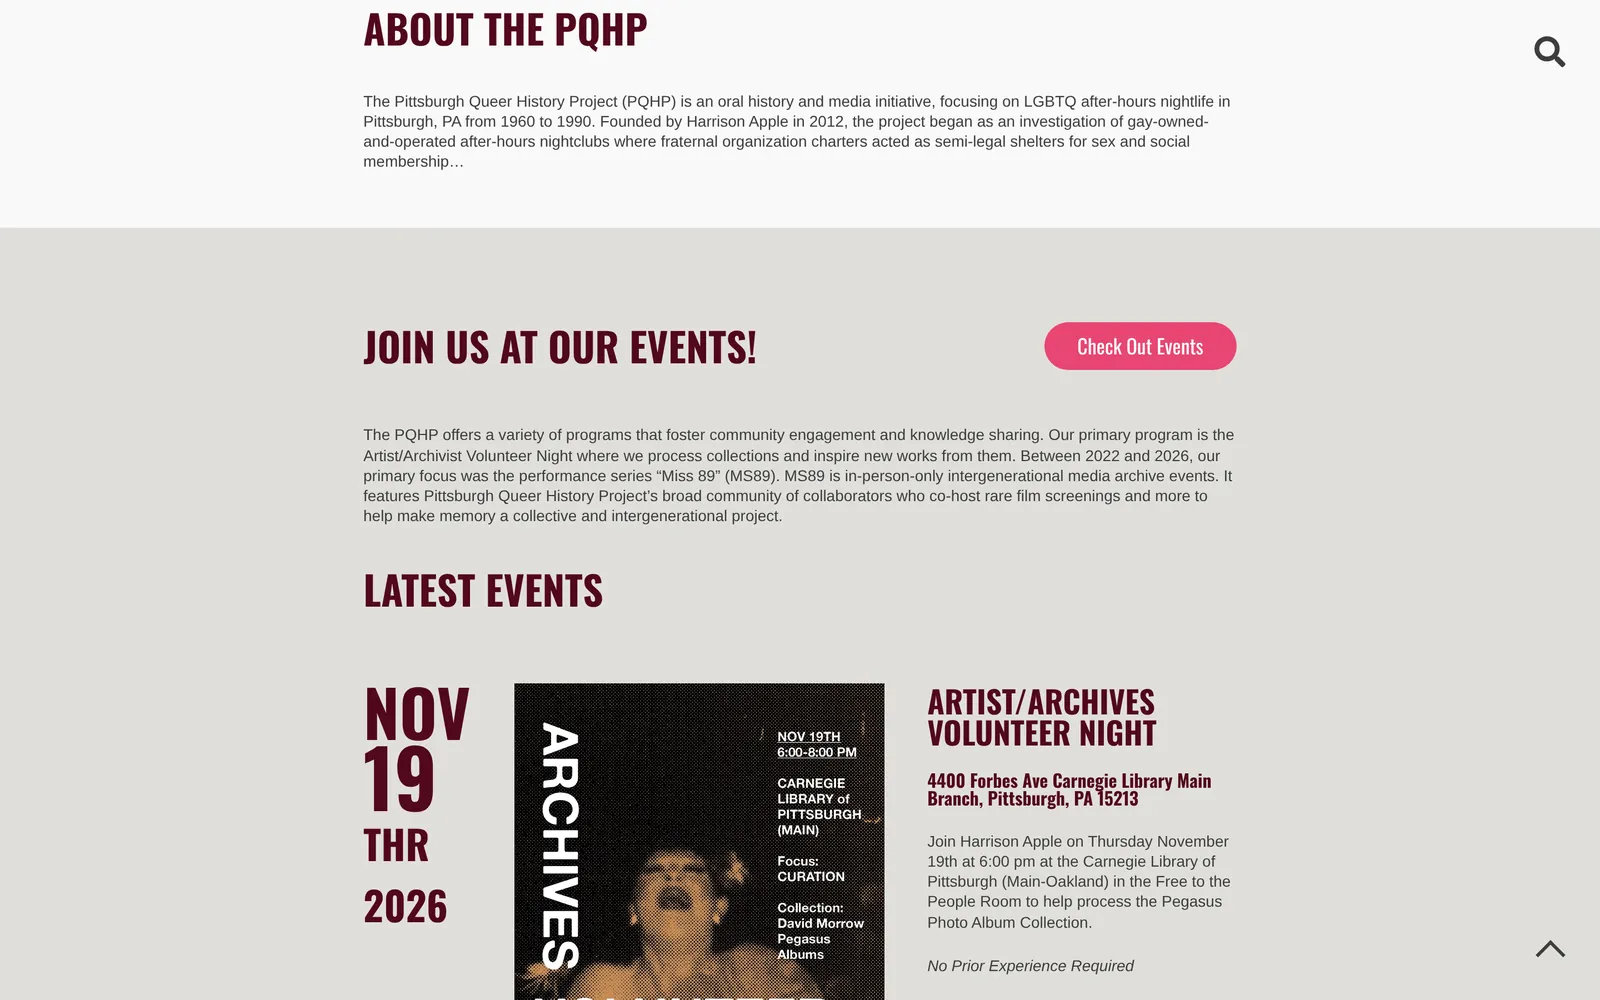 ABOUT THE PQHP
The Pittsburgh Queer History Project (PQHP) is an oral history and media initiative, focusing on LGBTQ after-hours nightlife in
Pittsburgh, PA from 1960 to 1990. Founded by Harrison Apple in 2012, the project began as an investigation of gay-owned-
and-operated after-hours nightclubs where fraternal organization charters acted as semi-legal shelters for sex and social
membership…
JOIN US AT OUR EVENTS!
Check Out Events
The PQHP offers a variety of programs that foster community engagement and knowledge sharing. Our primary program is the
Artist/Archivist Volunteer Night where we process collections and inspire new works from them. Between 2022 and 2026, our
primary focus was the performance series “Miss 89” (MS89). MS89 is in-person-only intergenerational media archive events. It
features Pittsburgh Queer History Project’s broad community of collaborators who co-host rare film screenings and more to
help make memory a collective and intergenerational project.
LATEST EVENTS
NOV
19
THR
2026
ARCHIVES
NOV 19TH
6:00-8:00 PM
CARNEGIE
LIBRARY of
PITTSBURGH
(MAIN)
Focus:
CURATION
Collection:
David Morrow
Pegasus
Albums
ARTIST/ARCHIVES
VOLUNTEER NIGHT
4400 Forbes Ave Carnegie Library Main
Branch, Pittsburgh, PA 15213
Join Harrison Apple on Thursday November
19th at 6:00 pm at the Carnegie Library of
Pittsburgh (Main-Oakland) in the Free to the
People Room to help process the Pegasus
Photo Album Collection.
No Prior Experience Required